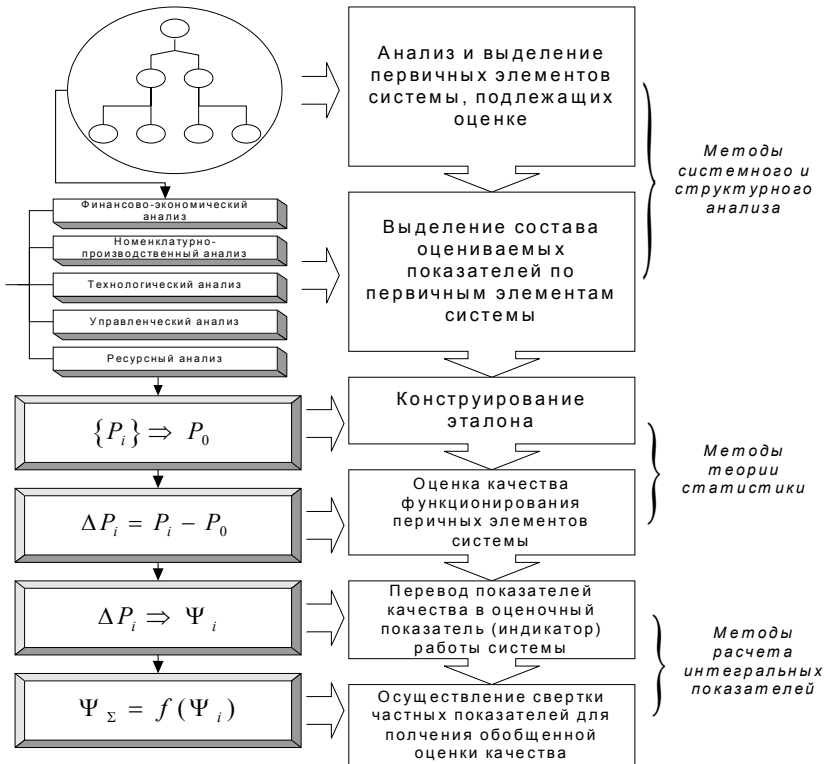 Анализ и выделение
первичных элементов
системы, подлежащих
оценке
Методы
системного и
структурного
анализа
Финансово-экономический
анализ
Номенклатурно-
производственный анализ
Технологический анализ
Управленческий анализ
Ресурсный анализ
Выделение состава
оцениваемых
показателей по
первичным элементам
системы
{P_i} ⇒ P_0
Конструирование
эталона
Методы
теории
статистики
ΔP_i = P_i − P_0
Оценка качества
функционирования
перичных элементов
системы
ΔP_i ⇒ Ψ_i
Перевод показателей
качества в оценочный
показатель (индикатор)
работы системы
Методы
расчета
интегральных
показателей
Ψ_Σ = f(Ψ_i)
Осуществление свертки
частных показателей для
полчения обобщенной
оценки качества